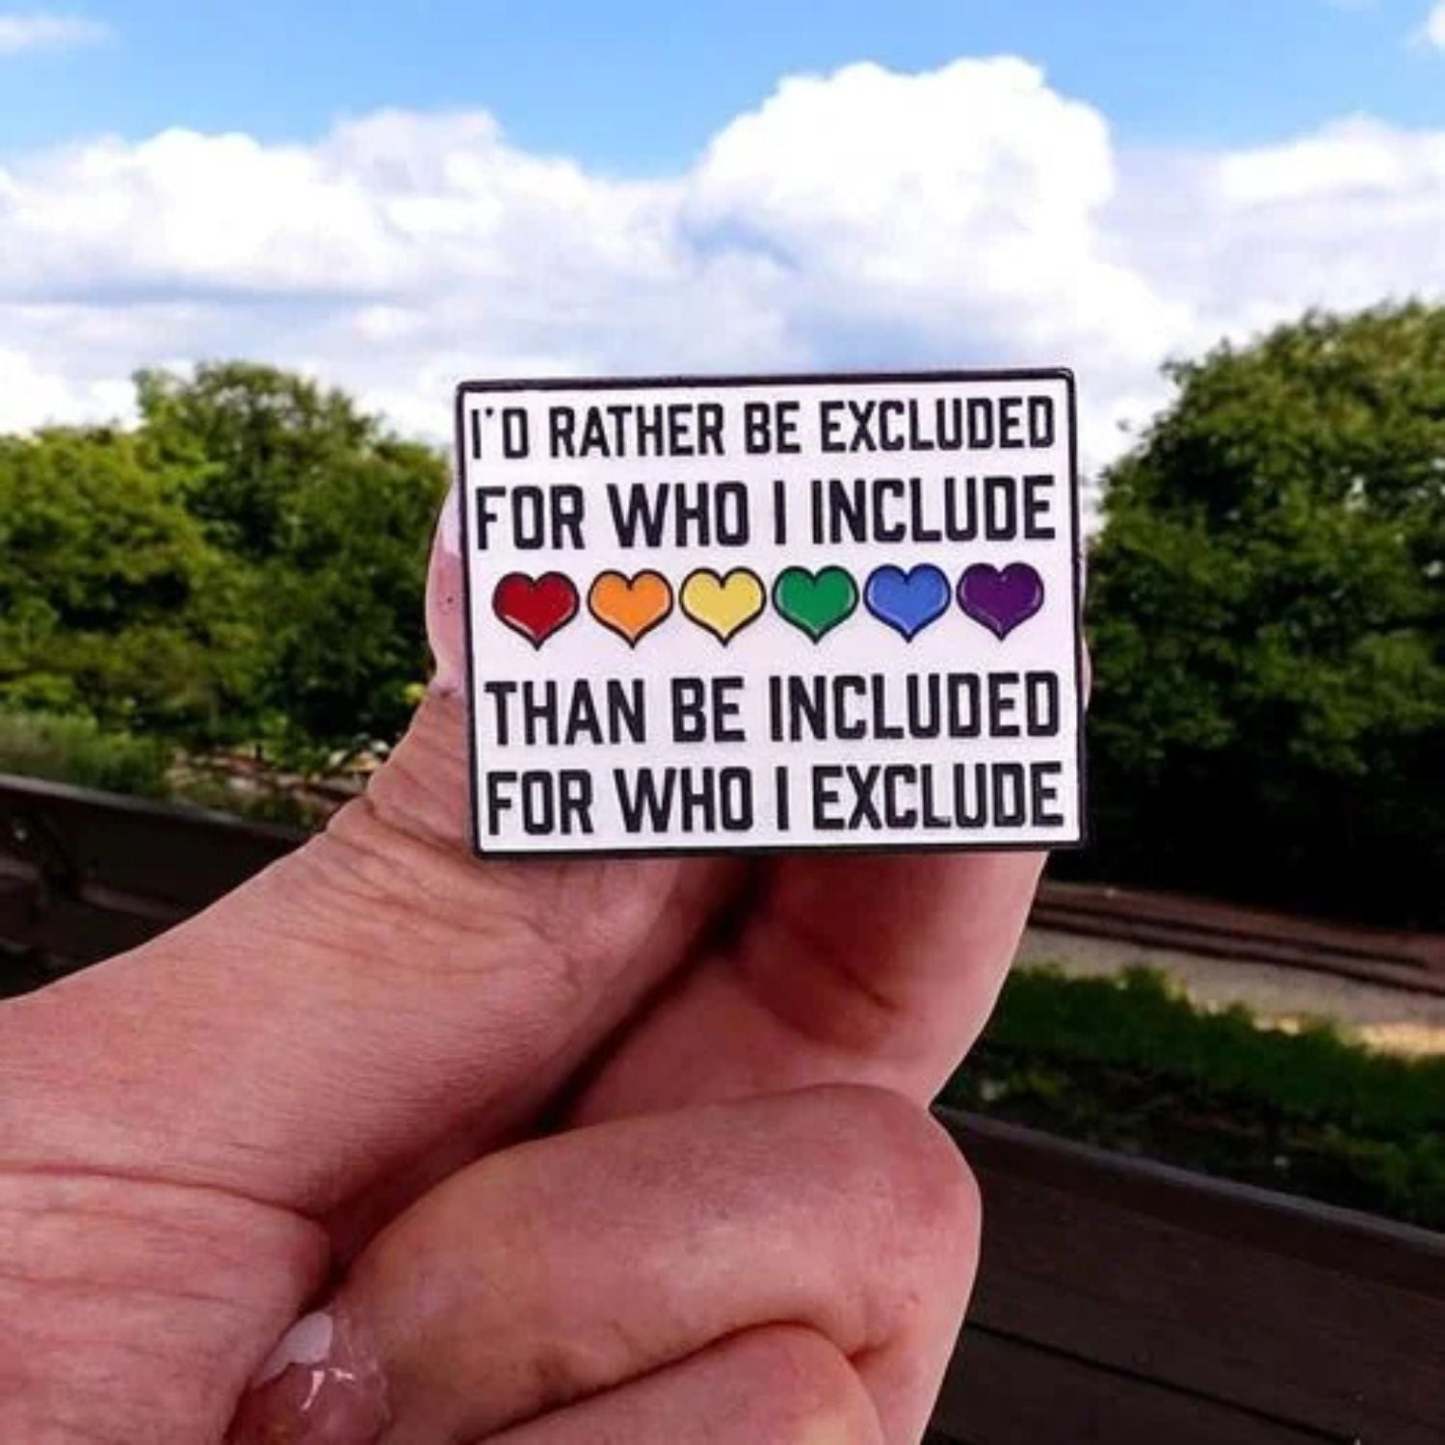 I'D RATHER BE EXCLUDED
FOR WHO I INCLUDE
THAN BE INCLUDED
FOR WHO I EXCLUDE